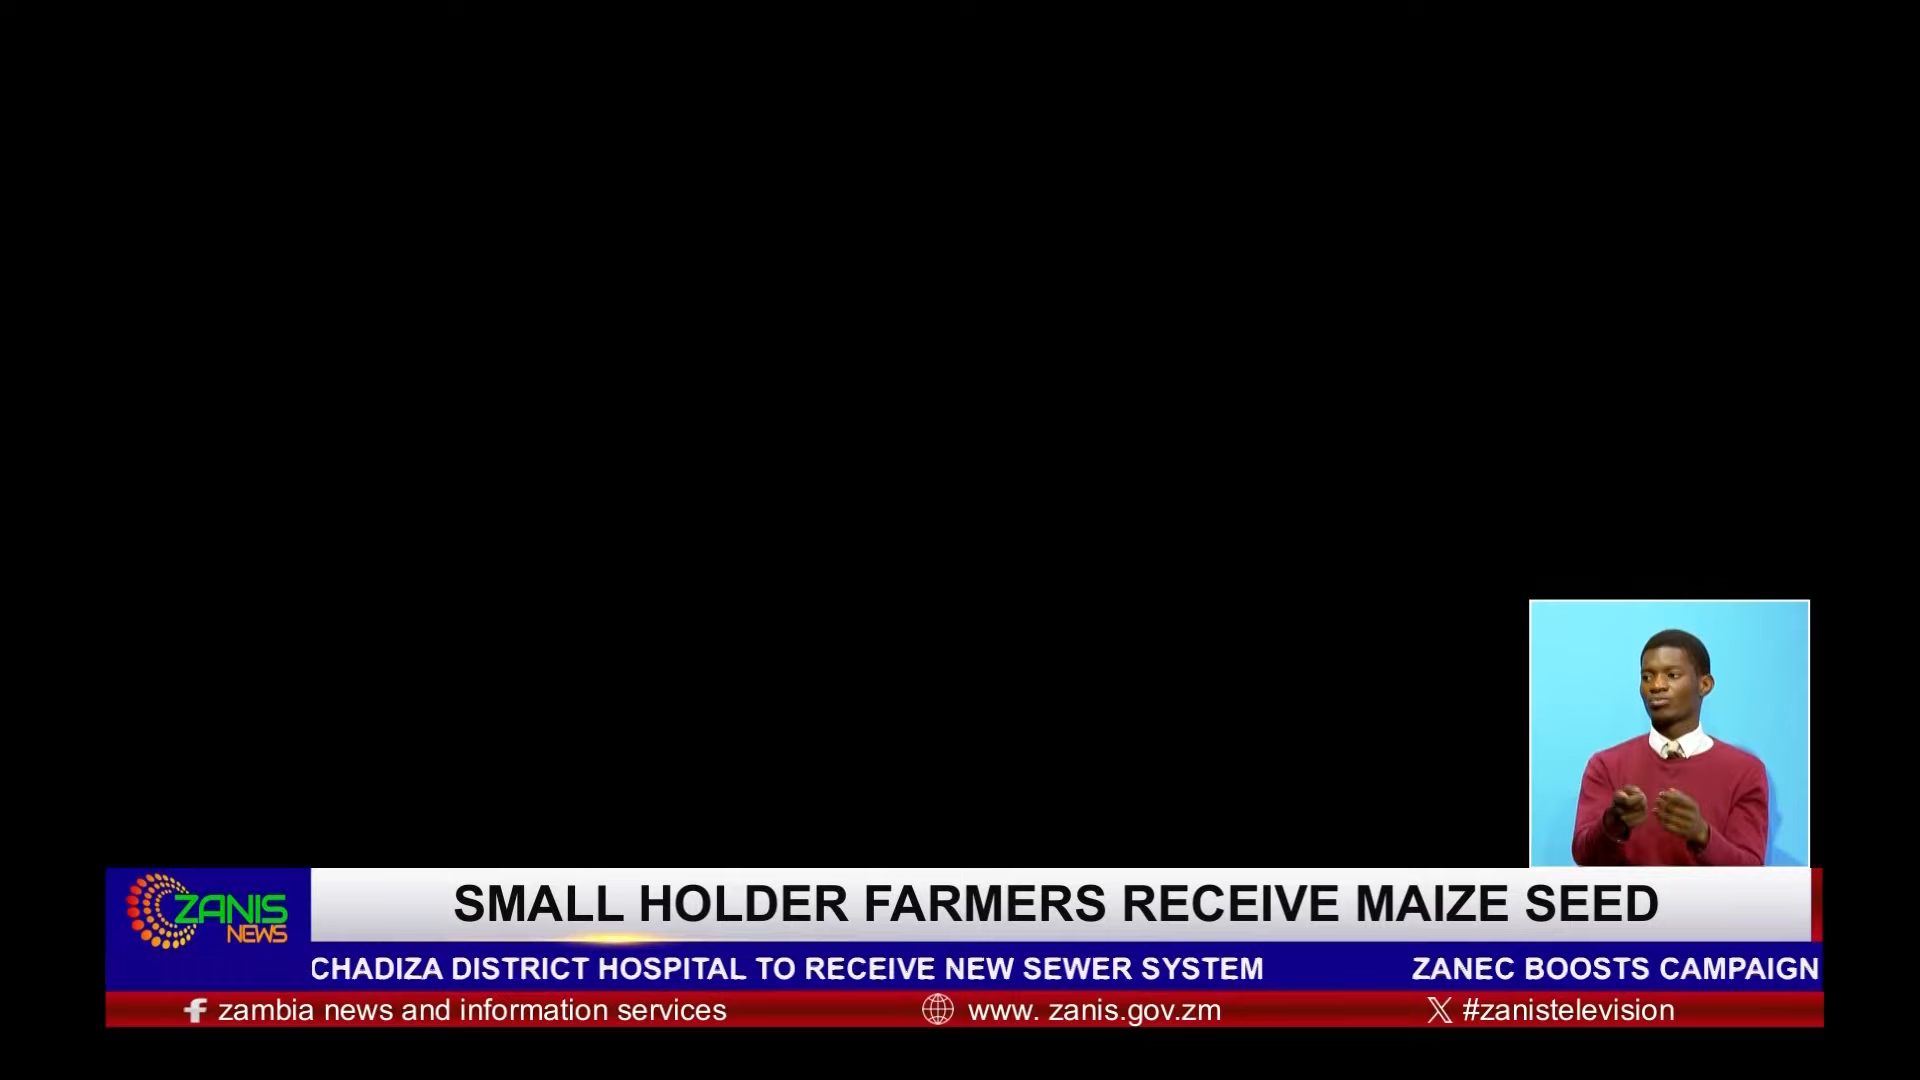 SMALL HOLDER FARMERS RECEIVE MAIZE SEED
ZANIS
NEWS
CHADIZA DISTRICT HOSPITAL TO RECEIVE NEW SEWER SYSTEM ZANEC BOOSTS CAMPAIGN
zambia news and information services www. zanis.gov.zm #zanistelevision